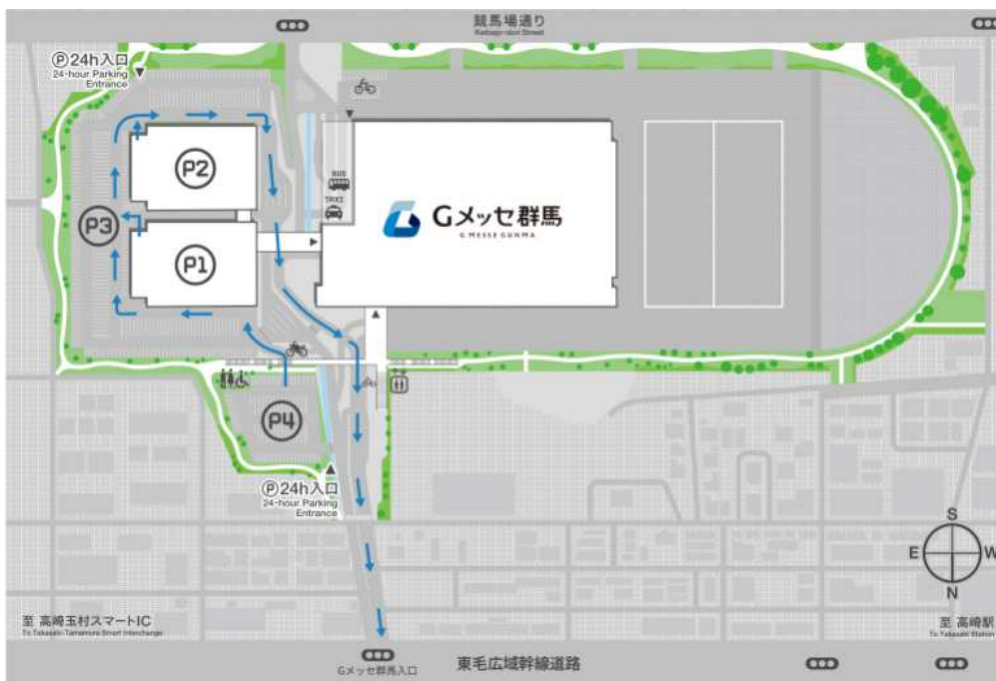 競馬場通り
Keibajo-dori Street
Ⓟ24h入口
24-hour Parking
Entrance
P2
BUS
TAXI
Gメッセ群馬
G MESSE GUNMA
P3
P1
P4
Ⓟ24h入口
24-hour Parking
Entrance
S
E
W
N
至 高崎玉村スマートIC
To Takasaki-Tamamura Smart Interchange
至 高崎駅
To Takasaki Station
Gメッセ群馬入口
東毛広域幹線道路